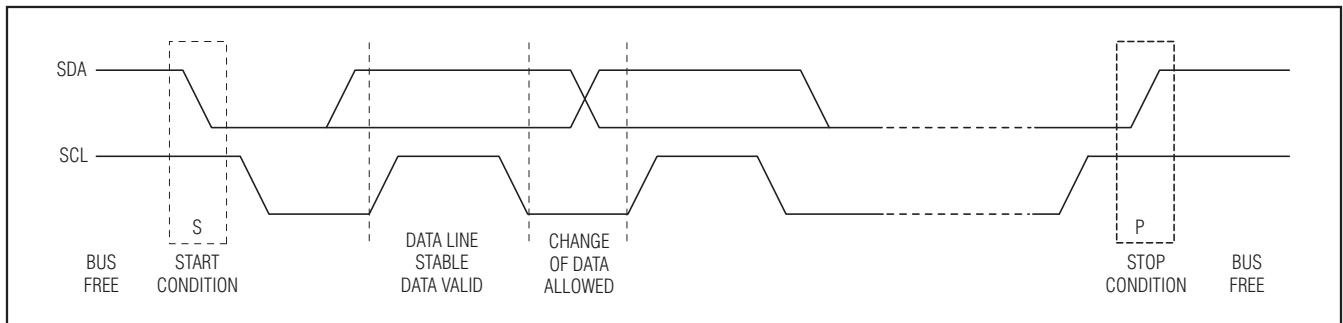 SDA
SCL
S
P
BUS
FREE
START
CONDITION
DATA LINE
STABLE
DATA VALID
CHANGE
OF DATA
ALLOWED
STOP
CONDITION
BUS
FREE